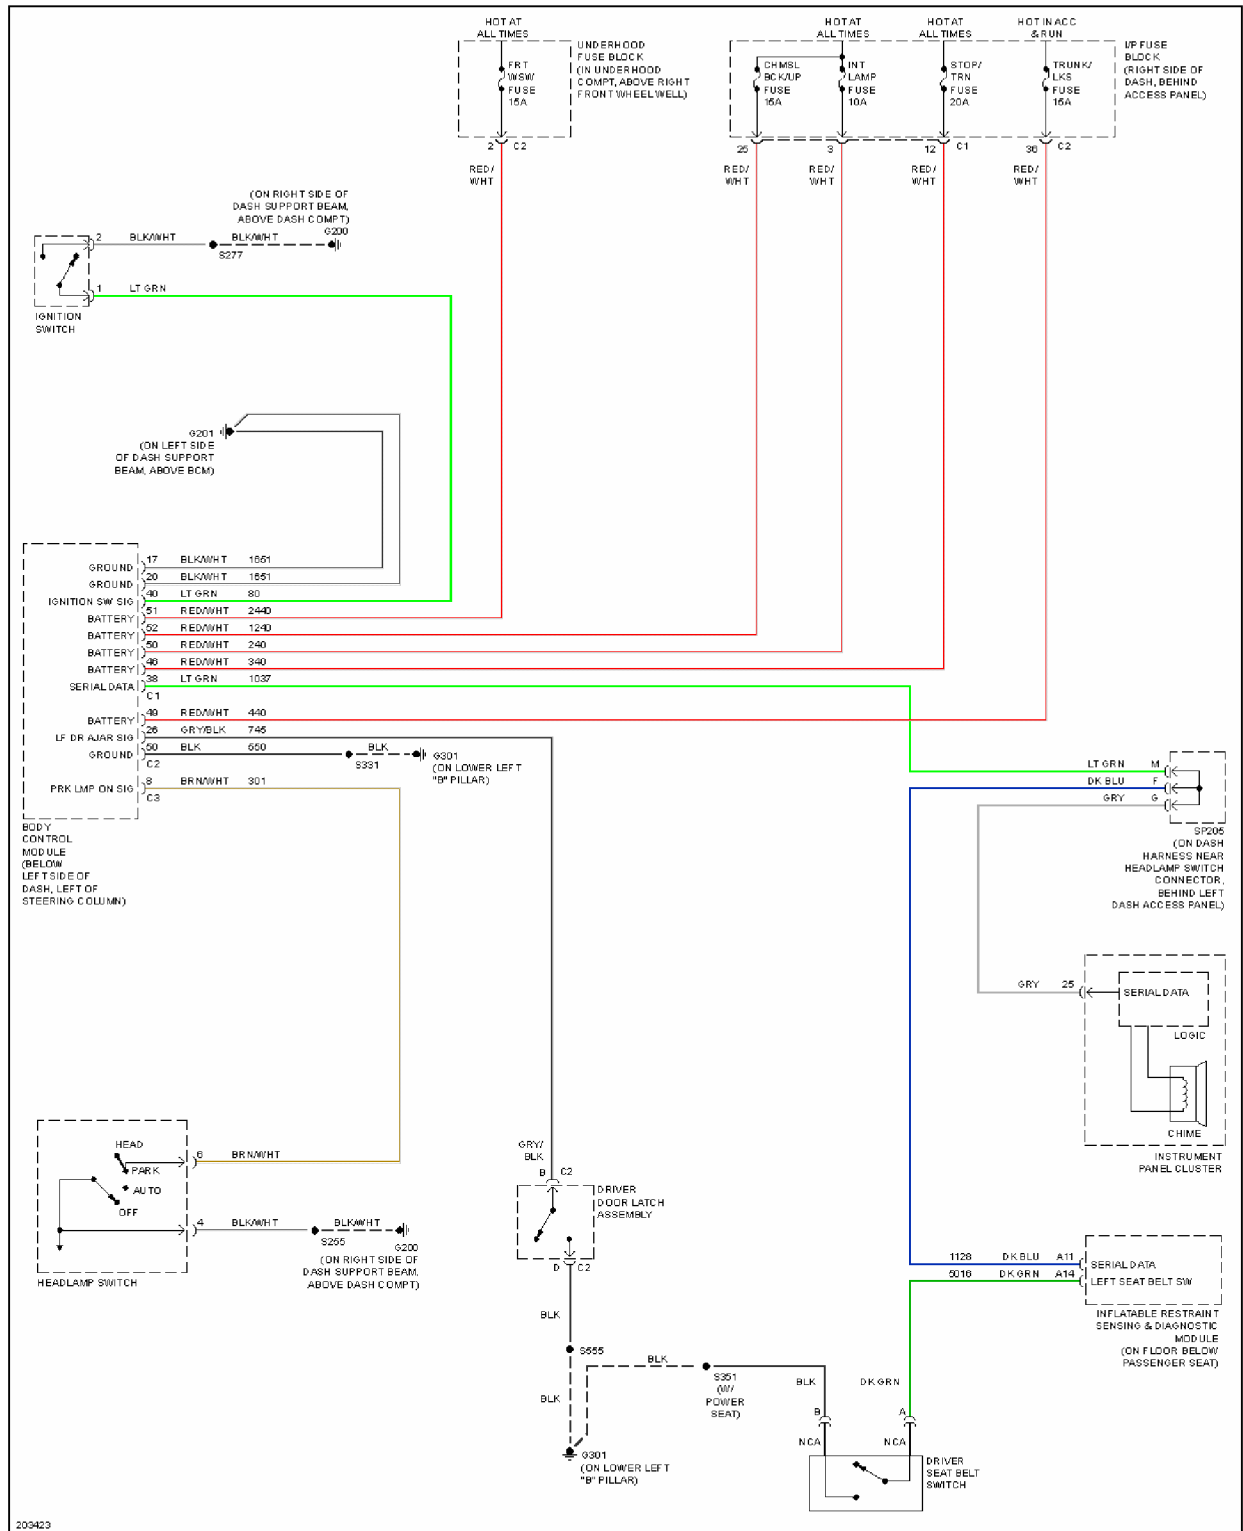 HOT AT
ALL TIMES
HOT AT
ALL TIMES
HOT AT
ALL TIMES
HOT IN ACC
& RUN
UNDERHOOD
FUSE BLOCK
(IN UNDERHOOD
COMPT, ABOVE RIGHT
FRONT WHEEL WELL)
FRT
WSW
FUSE
15A
CHMSL
BCK/UP
FUSE
15A
INT
LAMP
FUSE
10A
STOP/
TRN
FUSE
20A
TRUNK/
LKS
FUSE
15A
I/P FUSE
BLOCK
(RIGHT SIDE OF
DASH, BEHIND
ACCESS PANEL)
2 C2
25
3
12 C1
36 C2
RED/
WHT
RED/
WHT
RED/
WHT
RED/
WHT
RED/
WHT
(ON RIGHT SIDE OF
DASH SUPPORT BEAM,
ABOVE DASH COMPT)
G200
2 BLK/WHT BLK/WHT
S277
1 LT GRN
IGNITION
SWITCH
G201
(ON LEFT SIDE
OF DASH SUPPORT
BEAM, ABOVE BCM)
GROUND 17 BLK/WHT 1851
GROUND 20 BLK/WHT 1851
IGNITION SW SIG 40 LT GRN 80
BATTERY 51 RED/WHT 2440
BATTERY 52 RED/WHT 1240
BATTERY 50 RED/WHT 240
BATTERY 46 RED/WHT 340
SERIAL DATA 38 LT GRN 1037
C1
BATTERY 49 RED/WHT 440
LF DR AJAR SIG 26 GRY/BLK 745
GROUND 50 BLK 650 BLK
C2
S331
G301
(ON LOWER LEFT
"B" PILLAR)
PRK LMP ON SIG 8 BRN/WHT 301
C3
BODY
CONTROL
MODULE
(BELOW
LEFT SIDE OF
DASH, LEFT OF
STEERING COLUMN)
LT GRN M
DK BLU F
GRY G
SP205
(ON DASH
HARNESS NEAR
HEADLAMP SWITCH
CONNECTOR,
BEHIND LEFT
DASH ACCESS PANEL)
GRY 25
SERIAL DATA
LOGIC
CHIME
INSTRUMENT
PANEL CLUSTER
HEAD
PARK
AUTO
OFF
6 BRN/WHT
4 BLK/WHT BLK/WHT
S255
G200
(ON RIGHT SIDE OF
DASH SUPPORT BEAM,
ABOVE DASH COMPT)
HEADLAMP SWITCH
GRY/
BLK
B C2
DRIVER
DOOR LATCH
ASSEMBLY
D C2
BLK
S555
BLK
G301
(ON LOWER LEFT
"B" PILLAR)
BLK
S351
(W/
POWER
SEAT)
BLK
DK GRN
B
A
NCA
NCA
DRIVER
SEAT BELT
SWITCH
1128 DK BLU A11 SERIAL DATA
5016 DK GRN A14 LEFT SEAT BELT SW
INFLATABLE RESTRAINT
SENSING & DIAGNOSTIC
MODULE
(ON FLOOR BELOW
PASSENGER SEAT)
203423